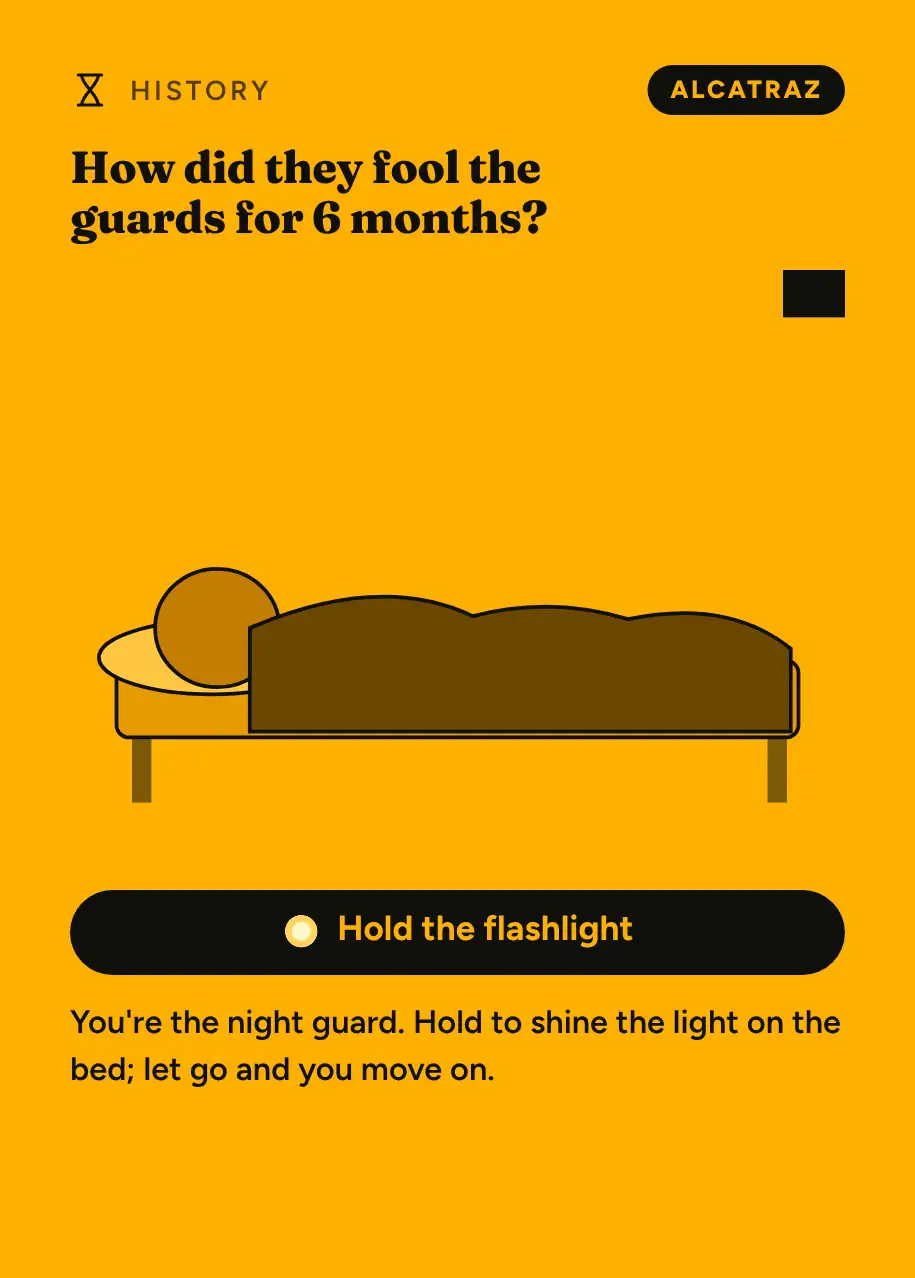 HISTORY
ALCATRAZ
How did they fool the
guards for 6 months?
Hold the flashlight
You're the night guard. Hold to shine the light on the
bed; let go and you move on.